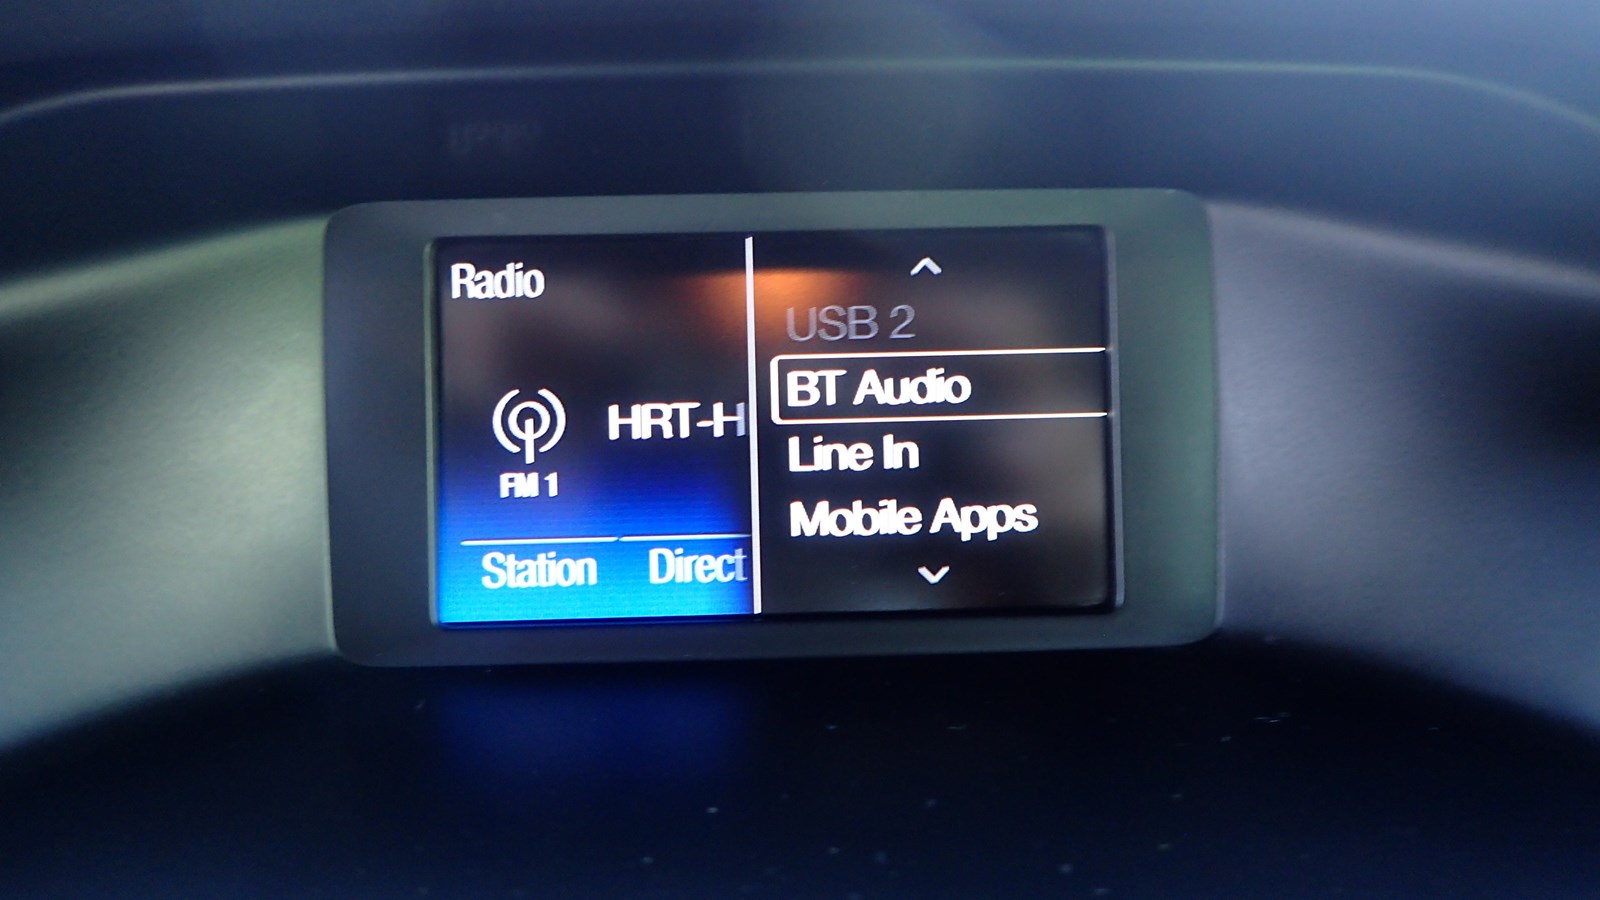 Radio
HRT-H
FM 1
Station Direct
USB 2
BT Audio
Line In
Mobile Apps